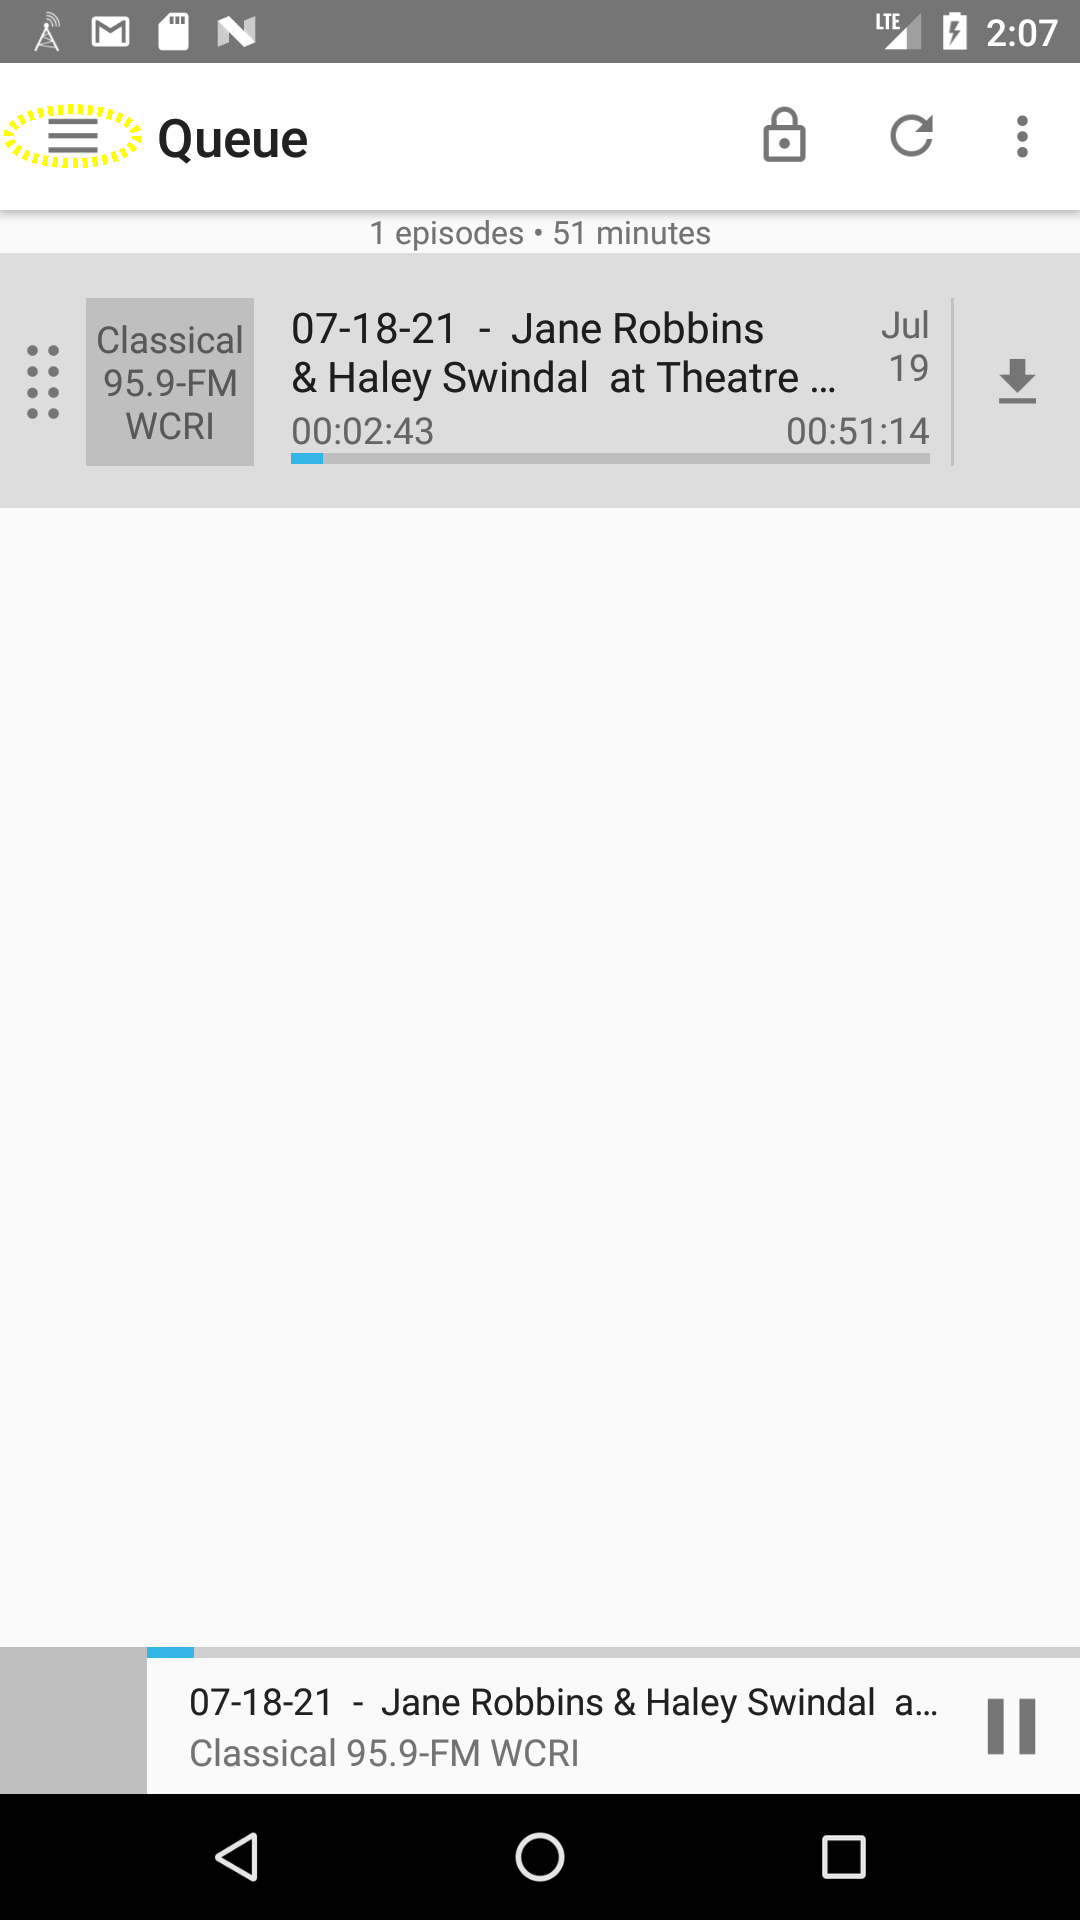 LTE 2:07
Queue
1 episodes • 51 minutes
Classical
95.9-FM
WCRI
07-18-21 - Jane Robbins
& Haley Swindal at Theatre ...
Jul
19
00:02:43
00:51:14
07-18-21 - Jane Robbins & Haley Swindal a...
Classical 95.9-FM WCRI